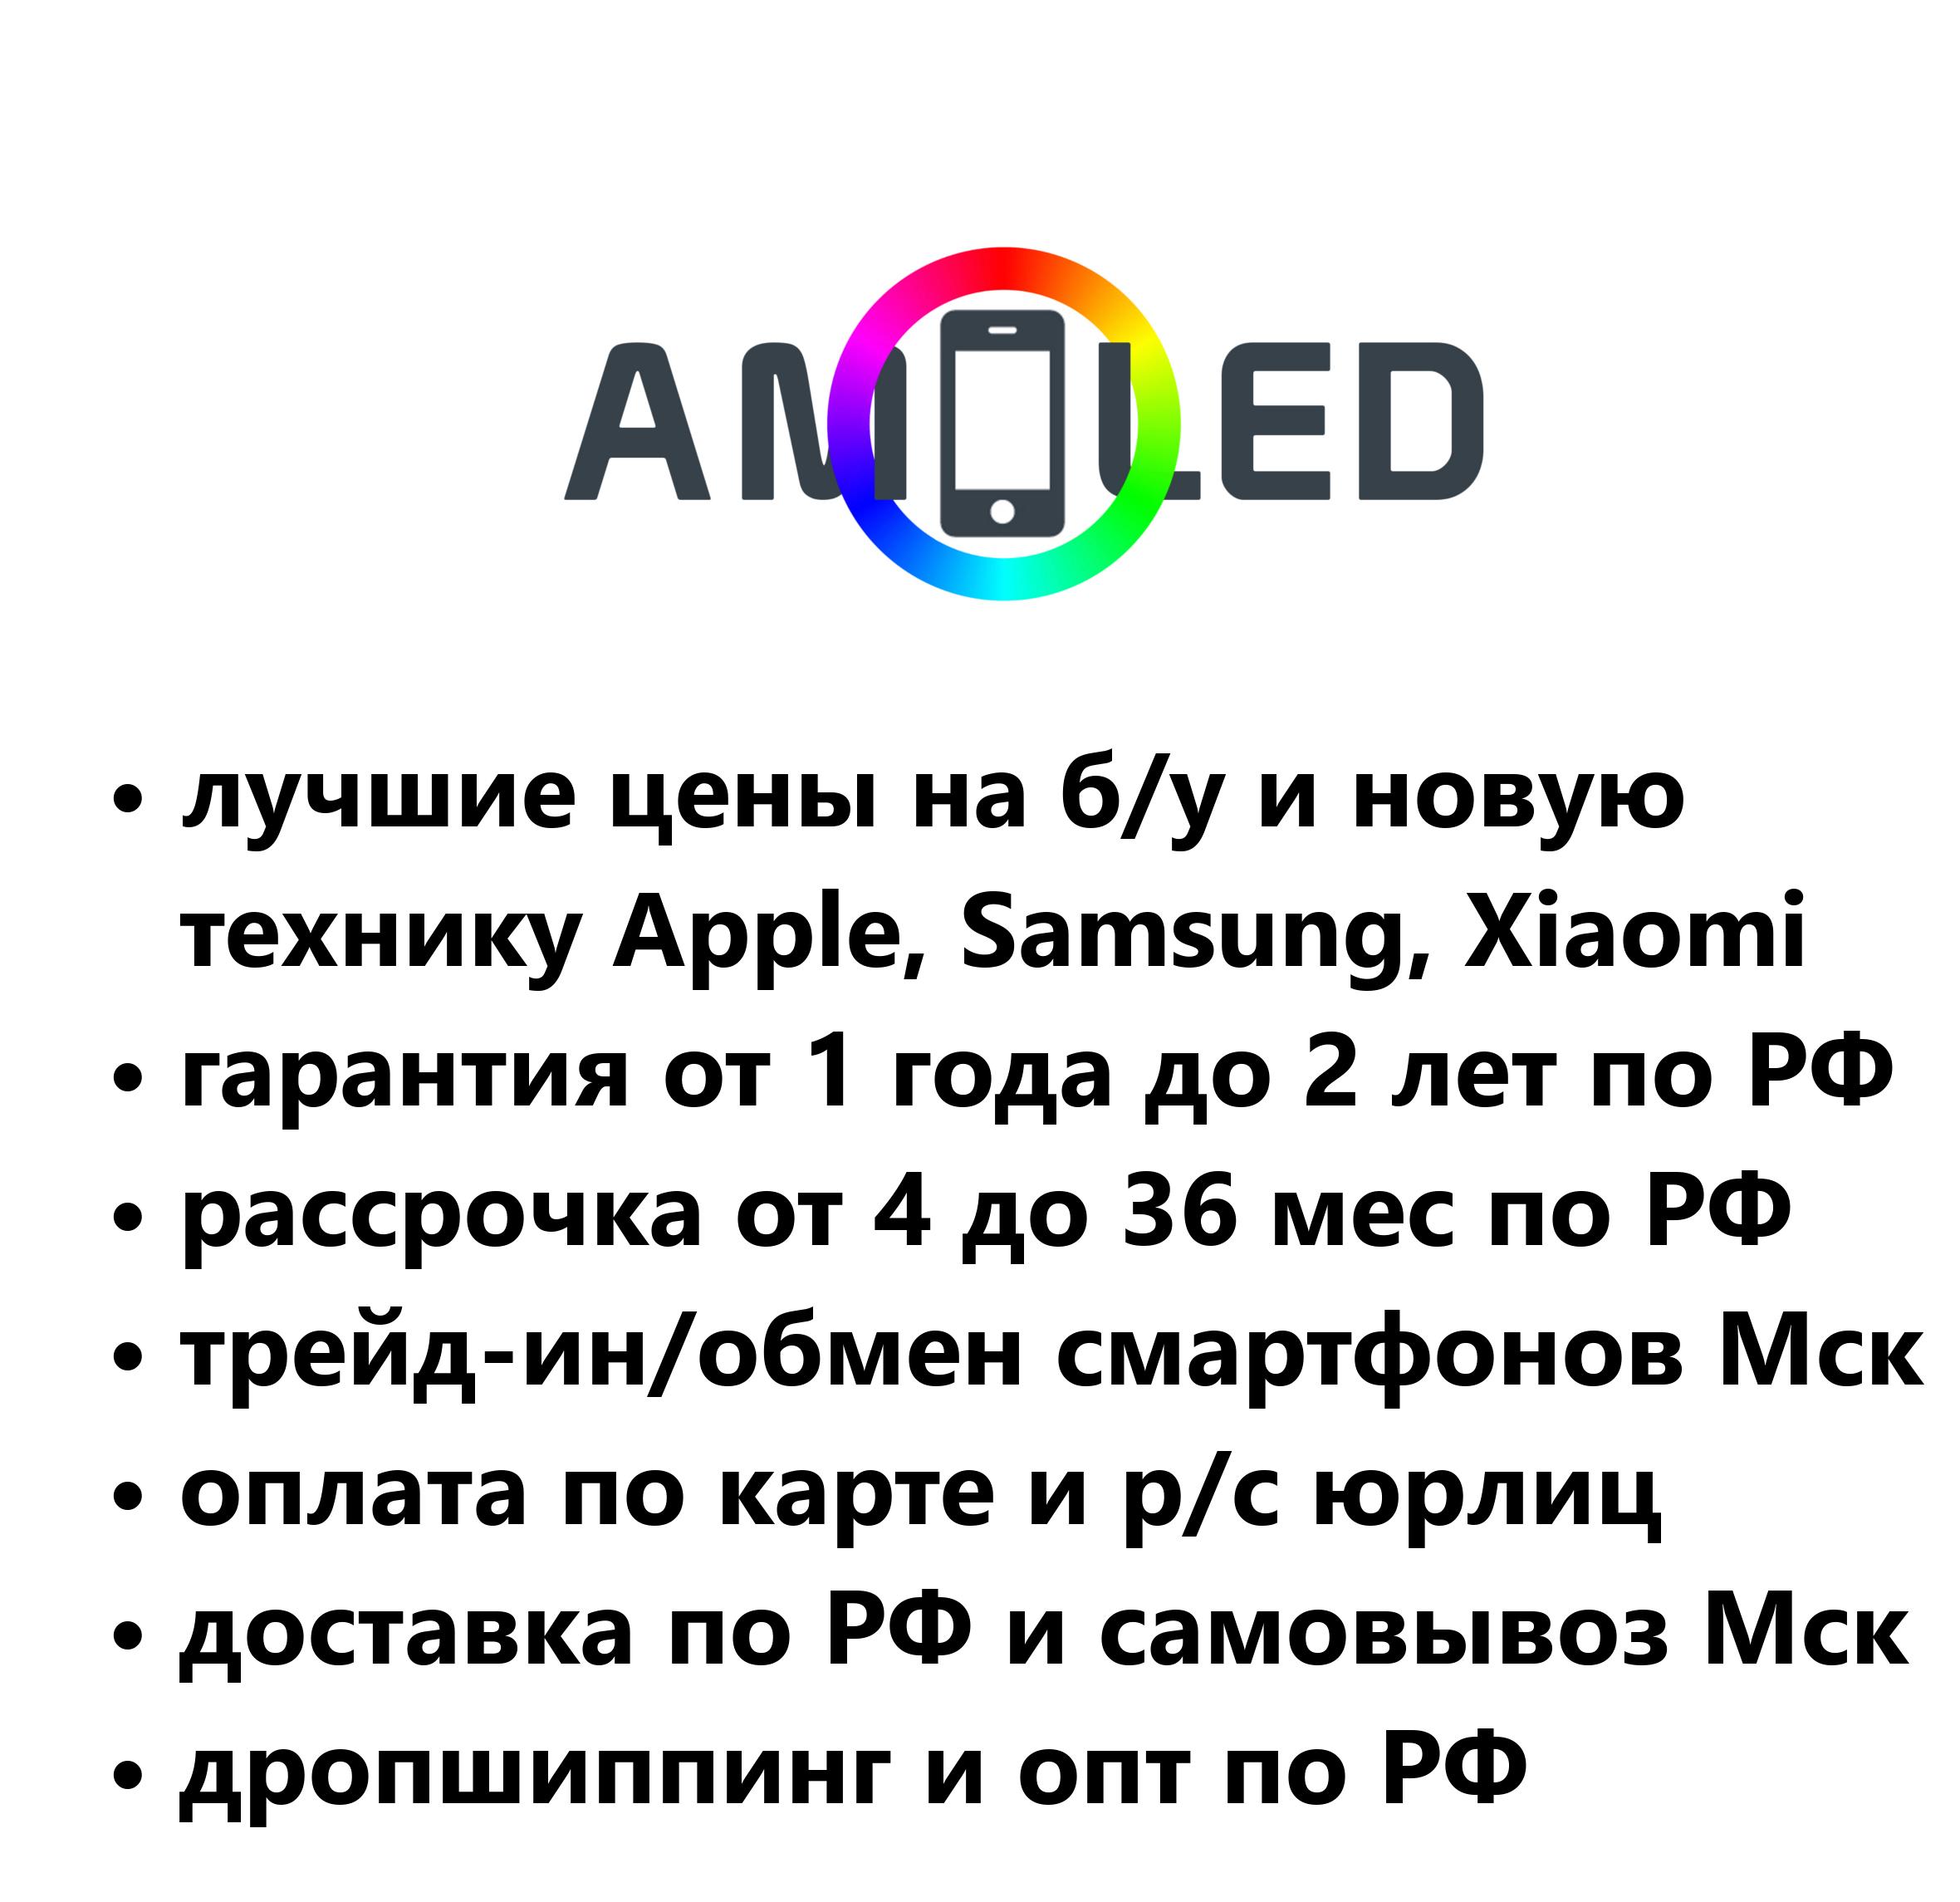 AMOLED
• лучшие цены на б/у и новую
технику Apple, Samsung, Xiaomi
• гарантия от 1 года до 2 лет по РФ
• рассрочка от 4 до 36 мес по РФ
• трейд-ин/обмен смартфонов Мск
• оплата по карте и р/с юрлиц
• доставка по РФ и самовывоз Мск
• дропшиппинг и опт по РФ